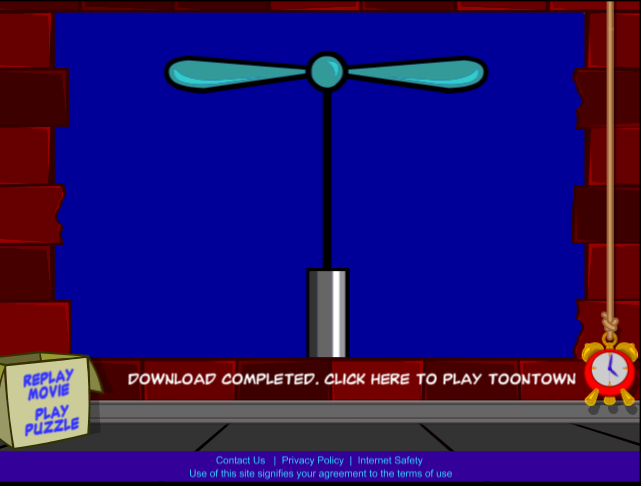 DOWNLOAD COMPLETED. CLICK HERE TO PLAY TOONTOWN
REPLAY
MOVIE
PLAY
PUZZLE
Contact Us | Privacy Policy | Internet Safety
Use of this site signifies your agreement to the terms of use